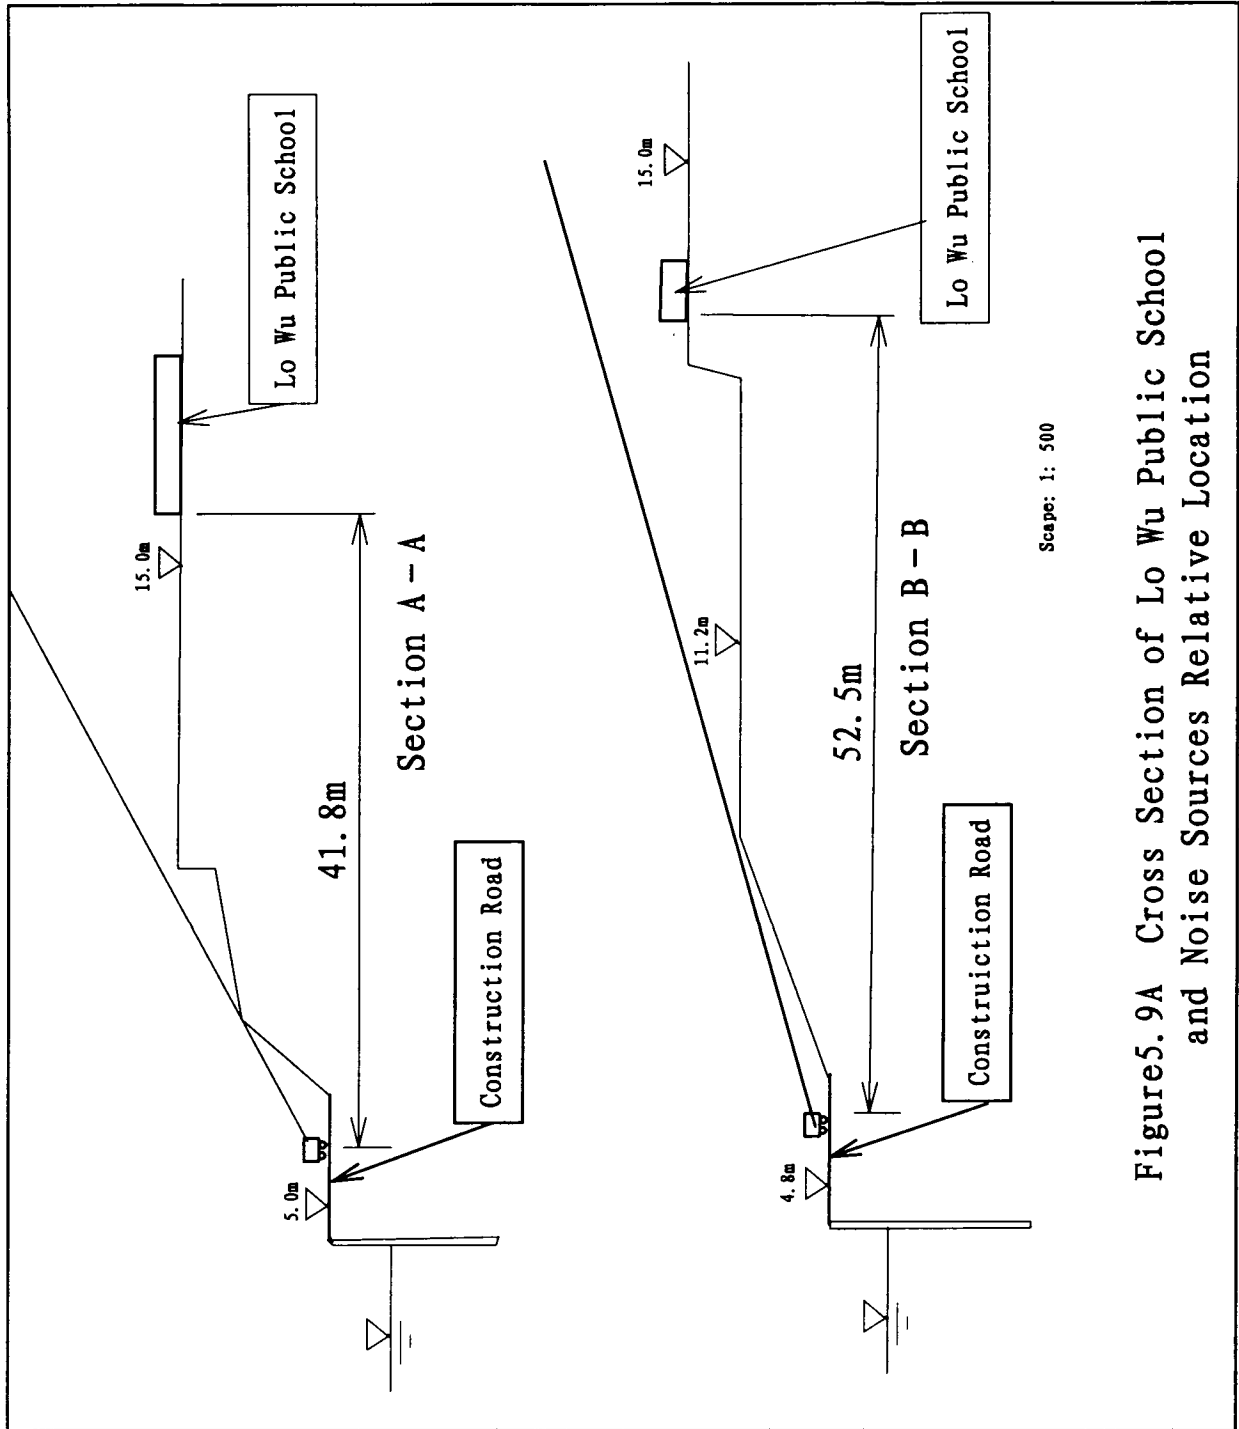 15.0m
Lo Wu Public School
5.0m
41.8m
Construction Road
Section A-A
15.0m
Lo Wu Public School
11.2m
4.8m
52.5m
Construiction Road
Section B-B
Scape: 1: 500
Figure5.9A Cross Section of Lo Wu Public School
and Noise Sources Relative Location